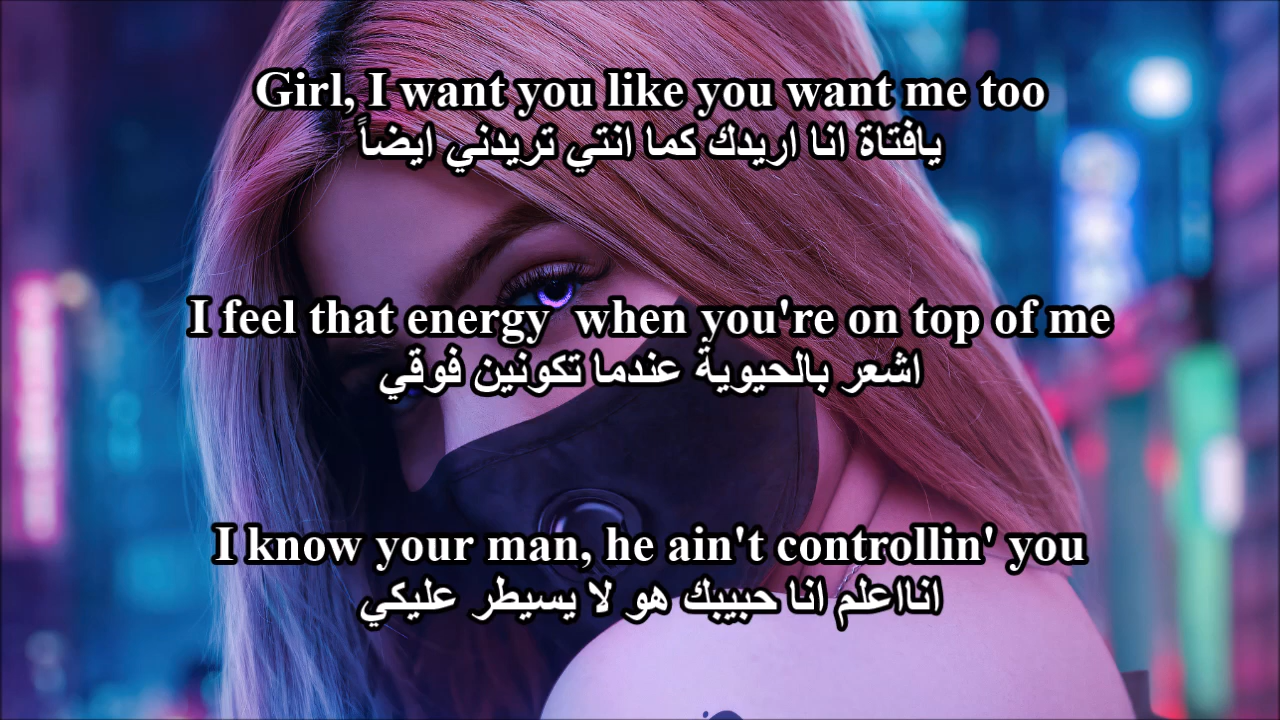 Girl, I want you like you want me too
يافتاة انا اريدك كما انتي تريدني ايضاً
I feel that energy  when you're on top of me
اشعر بالحيوية عندما تكونين فوقي
I know your man, he ain't controllin' you
انااعلم انا حبيبك هو لا يسيطر عليكي